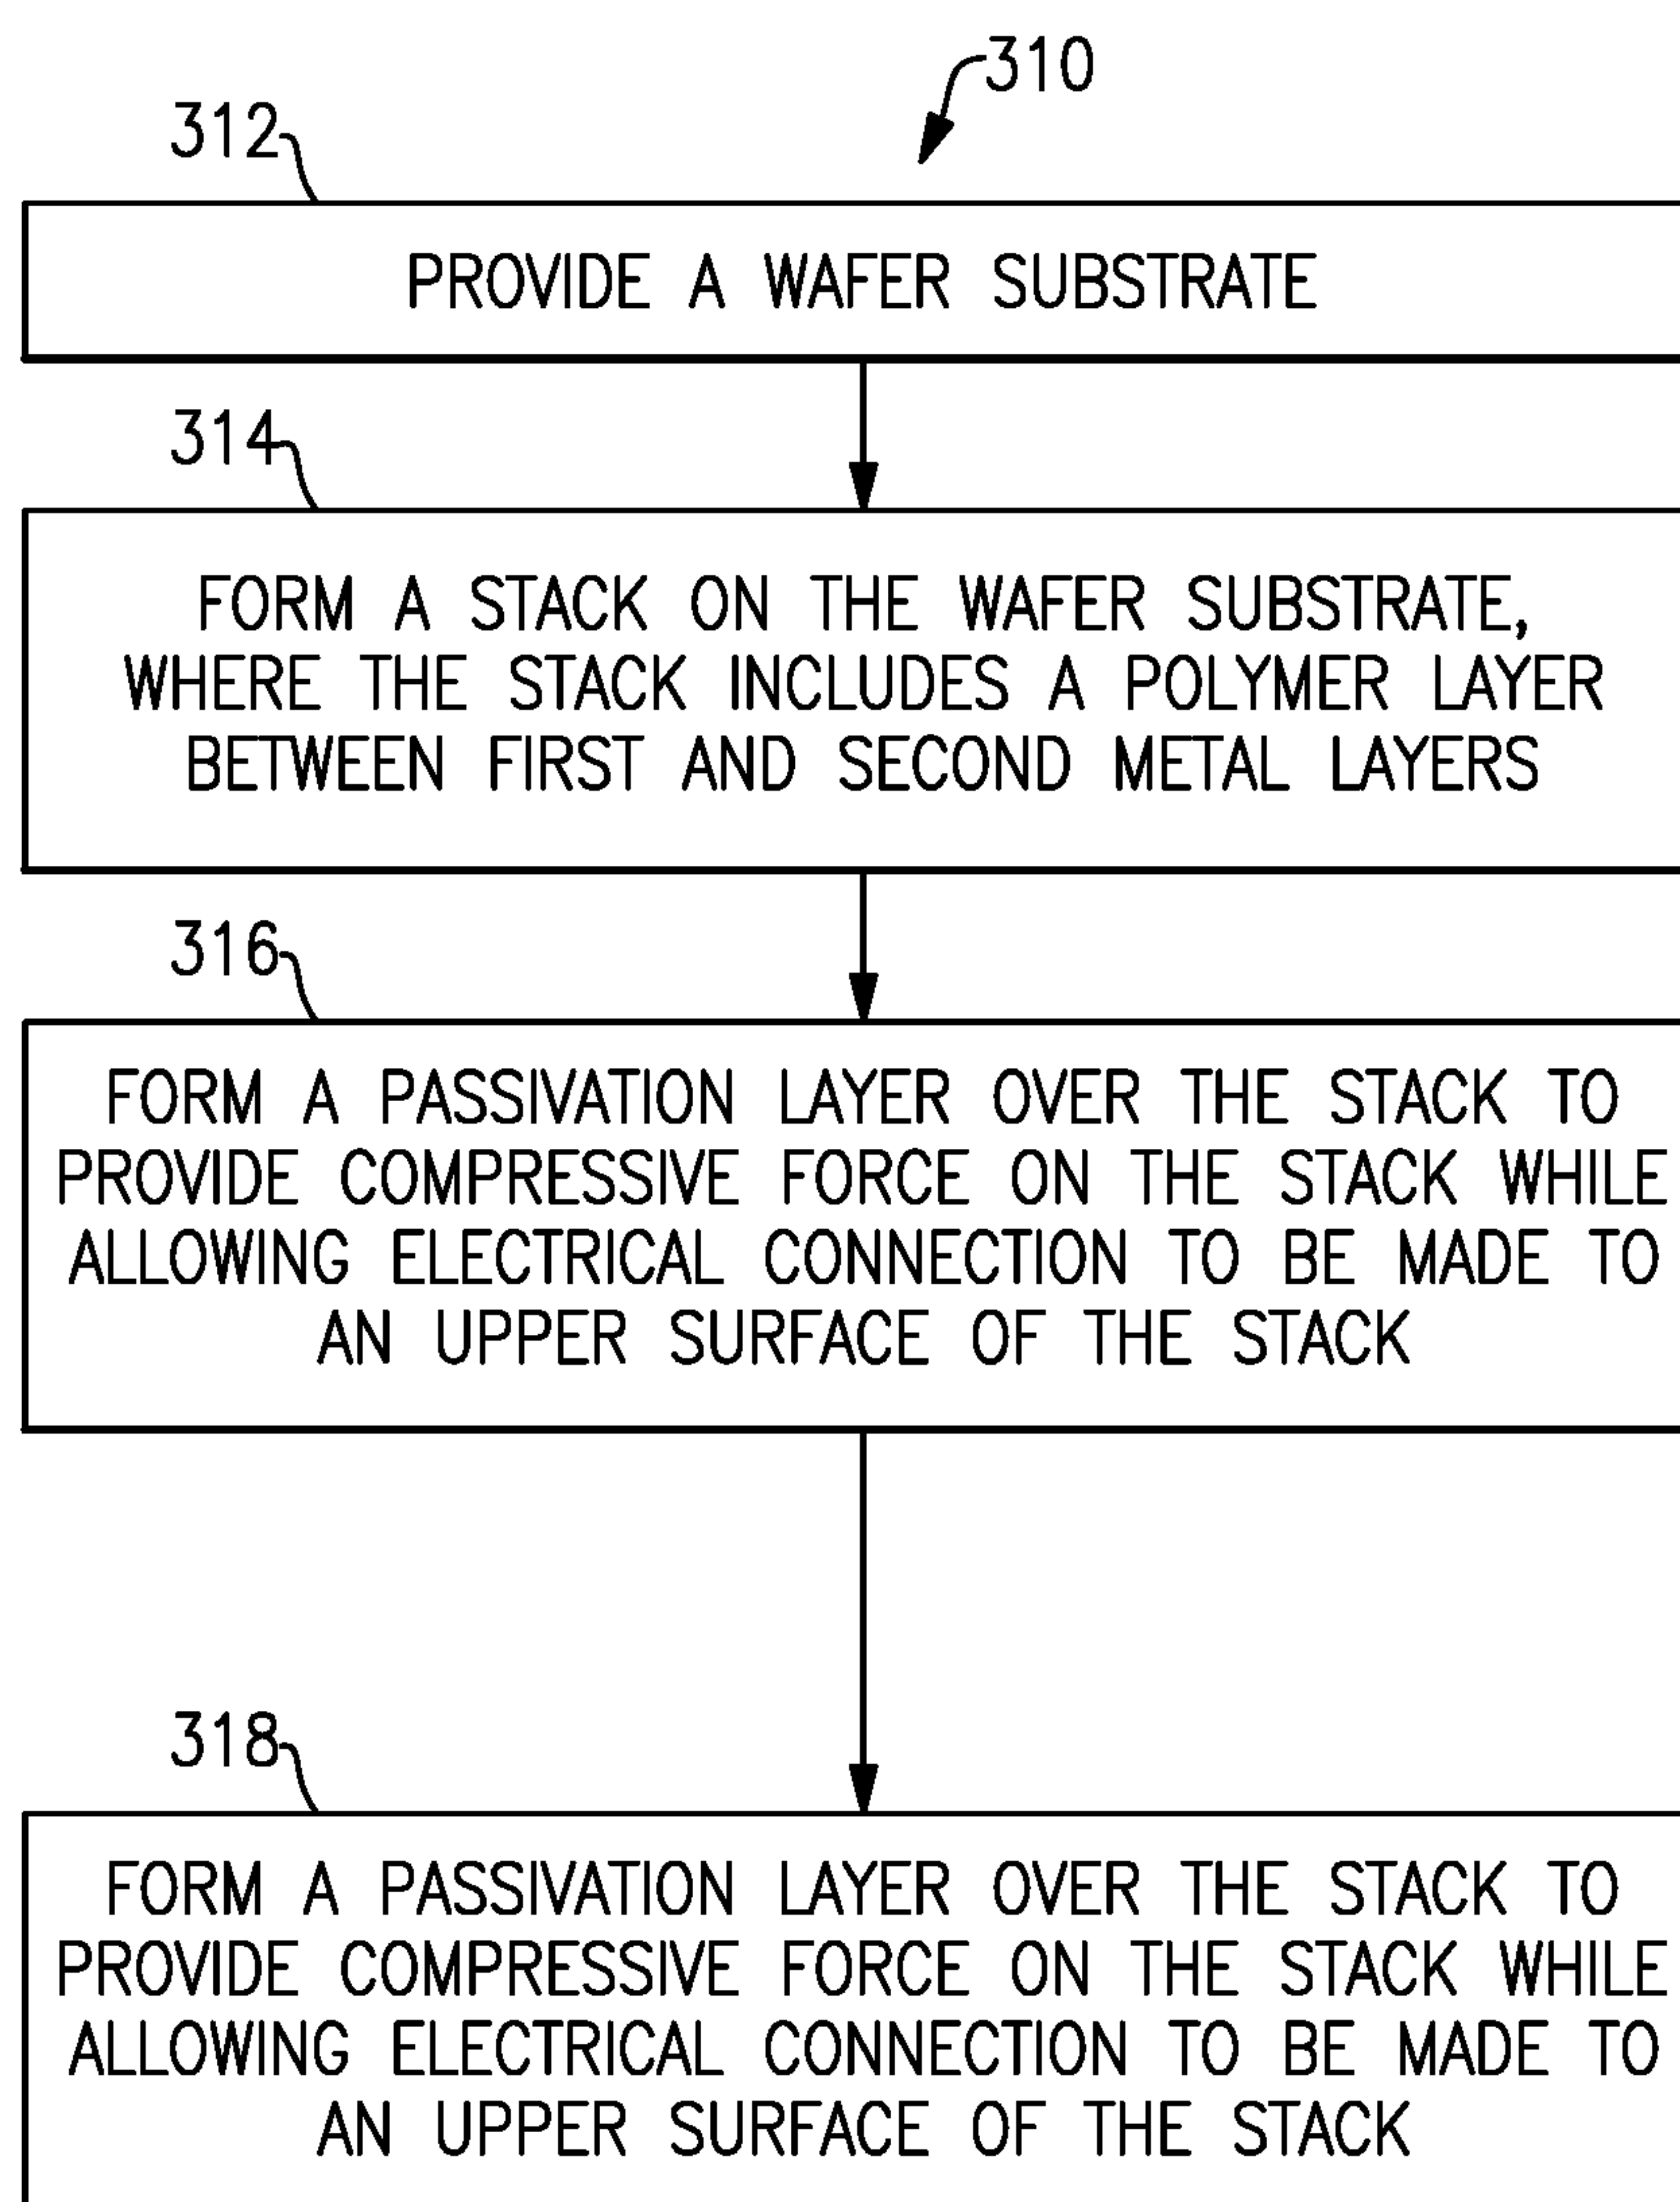 310
312
PROVIDE A WAFER SUBSTRATE
314
FORM A STACK ON THE WAFER SUBSTRATE,
WHERE THE STACK INCLUDES A POLYMER LAYER
BETWEEN FIRST AND SECOND METAL LAYERS
316
FORM A PASSIVATION LAYER OVER THE STACK TO
PROVIDE COMPRESSIVE FORCE ON THE STACK WHILE
ALLOWING ELECTRICAL CONNECTION TO BE MADE TO
AN UPPER SURFACE OF THE STACK
318
FORM A PASSIVATION LAYER OVER THE STACK TO
PROVIDE COMPRESSIVE FORCE ON THE STACK WHILE
ALLOWING ELECTRICAL CONNECTION TO BE MADE TO
AN UPPER SURFACE OF THE STACK